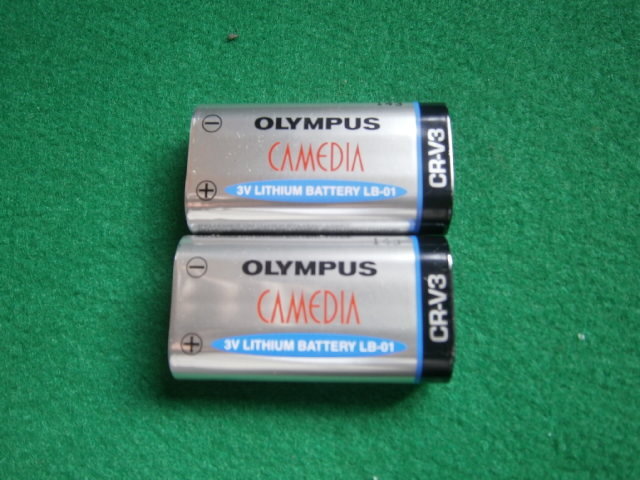 OLYMPUS
CAMEDIA
3V LITHIUM BATTERY LB-01
CR-V3
OLYMPUS
CAMEDIA
3V LITHIUM BATTERY LB-01
CR-V3